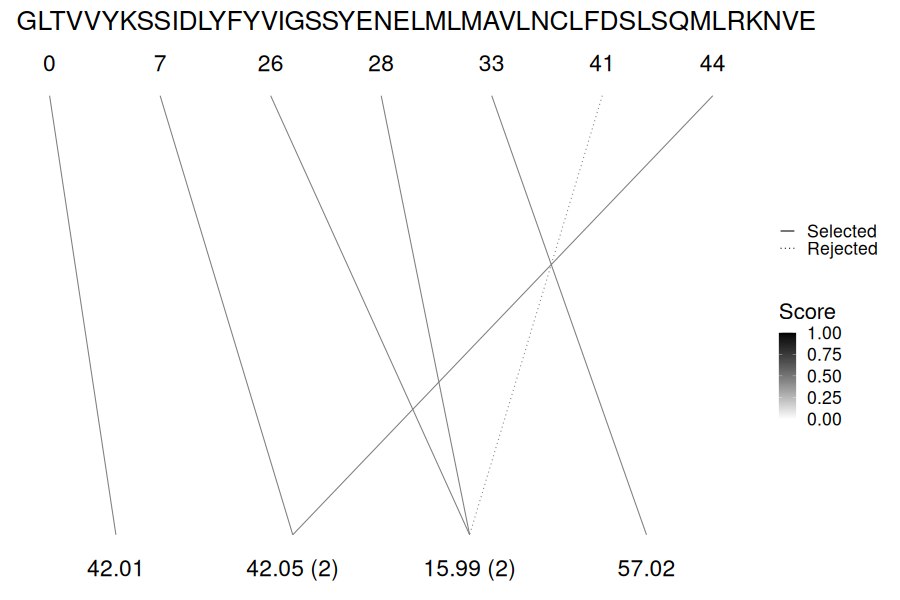 GLTVVYKSSIDLYFYVIGSSYENELMLMAVLNCLFDSLSQMLRKNVE
0 7 26 28 33 41 44
Selected
Rejected
Score
1.00
0.75
0.50
0.25
0.00
42.01 42.05 (2) 15.99 (2) 57.02